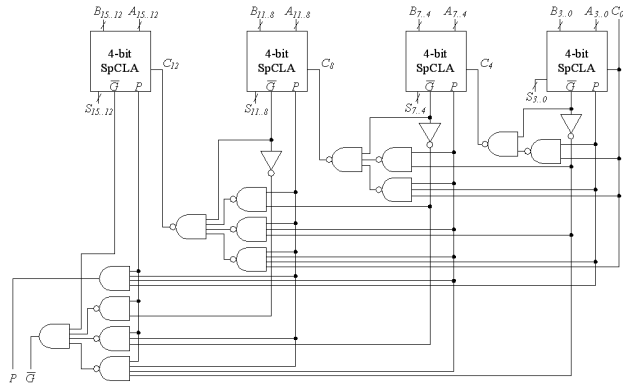 B15..12 A15..12 B11..8 A11..8 B7..4 A7..4 B3..0 A3..0 C0
4-bit SpCLA C12 4-bit SpCLA C8 4-bit SpCLA C4 4-bit SpCLA
G̅ P G̅ P G̅ P G̅ P
S15..12 S11..8 S7..4 S3..0
P G̅